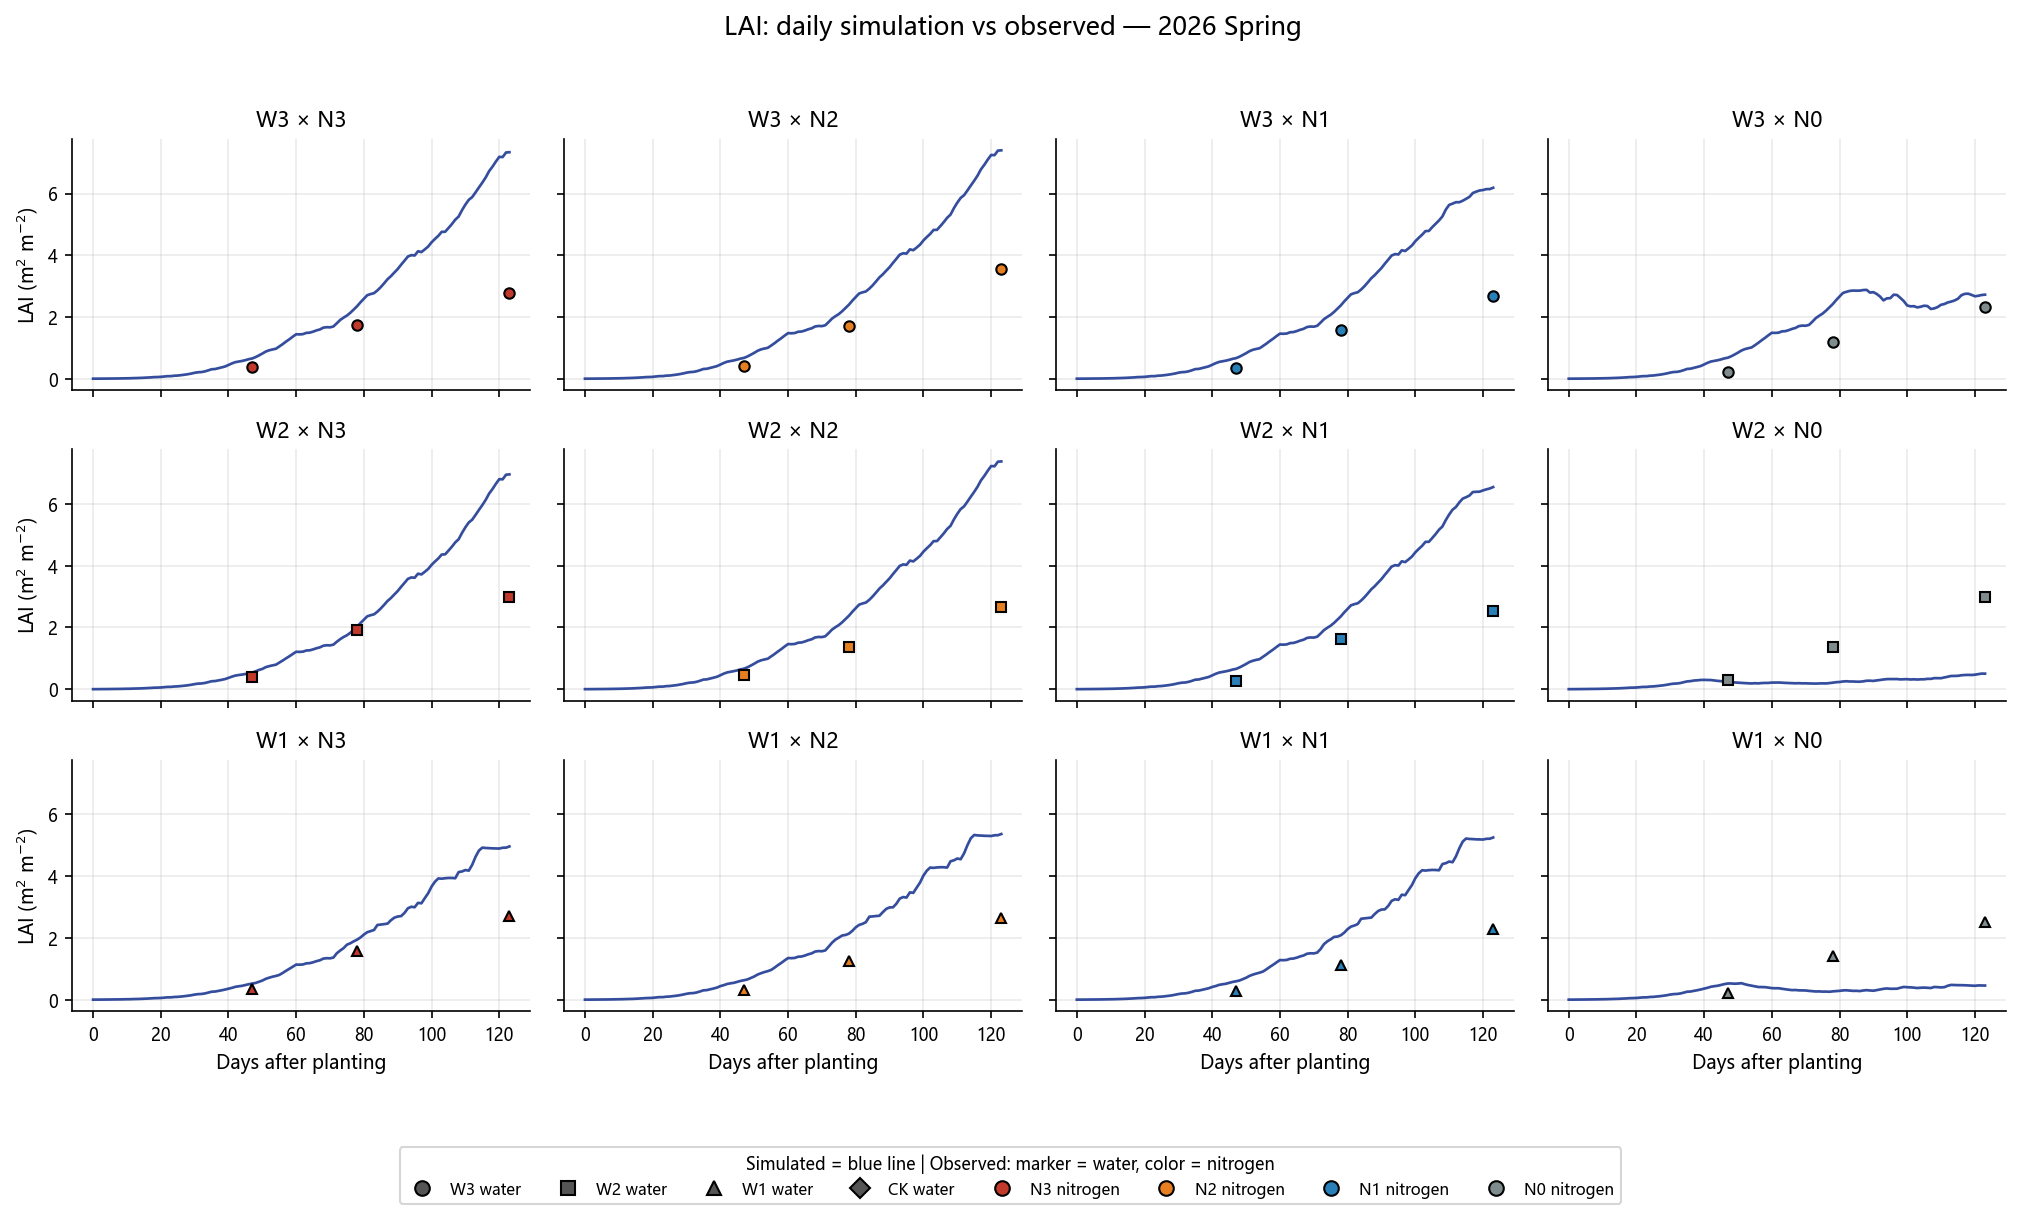 LAI: daily simulation vs observed — 2026 Spring
W3 × N3
W3 × N2
W3 × N1
W3 × N0
LAI (m² m⁻²)
6
4
2
0
W2 × N3
W2 × N2
W2 × N1
W2 × N0
LAI (m² m⁻²)
6
4
2
0
W1 × N3
W1 × N2
W1 × N1
W1 × N0
LAI (m² m⁻²)
6
4
2
0
0 20 40 60 80 100 120
0 20 40 60 80 100 120
0 20 40 60 80 100 120
0 20 40 60 80 100 120
Days after planting
Days after planting
Days after planting
Days after planting
Simulated = blue line | Observed: marker = water, color = nitrogen
W3 water W2 water W1 water CK water N3 nitrogen N2 nitrogen N1 nitrogen N0 nitrogen